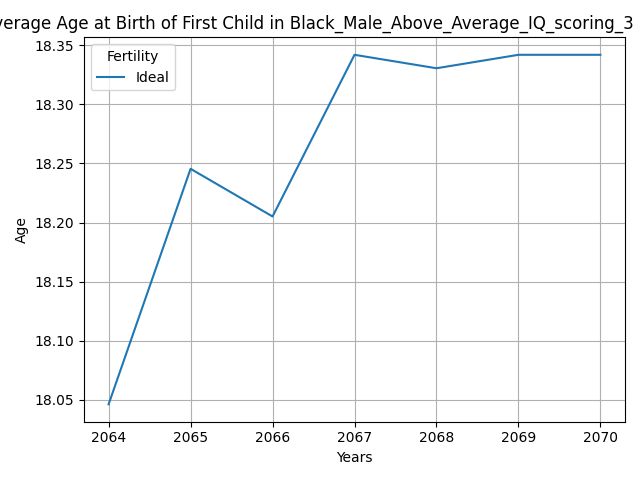 verage Age at Birth of First Child in Black_Male_Above_Average_IQ_scoring_3
18.35
18.30
18.25
18.20
18.15
18.10
18.05
Fertility
Ideal
Age
2064 2065 2066 2067 2068 2069 2070
Years